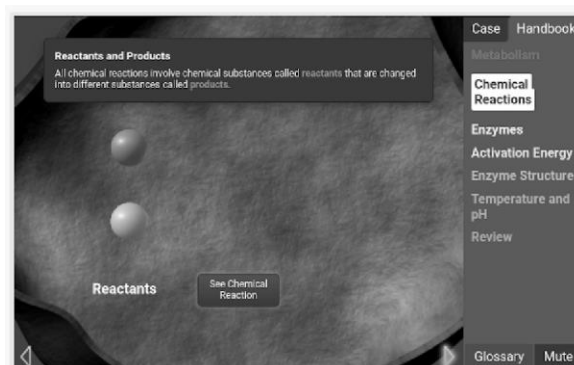 Case Handbook
Metabolism
Reactants and Products
All chemical reactions involve chemical substances called reactants that are changed
into different substances called products.
Chemical
Reactions
Enzymes
Activation Energy
Enzyme Structure
Temperature and
pH
Review
Reactants
See Chemical
Reaction
Glossary Mute